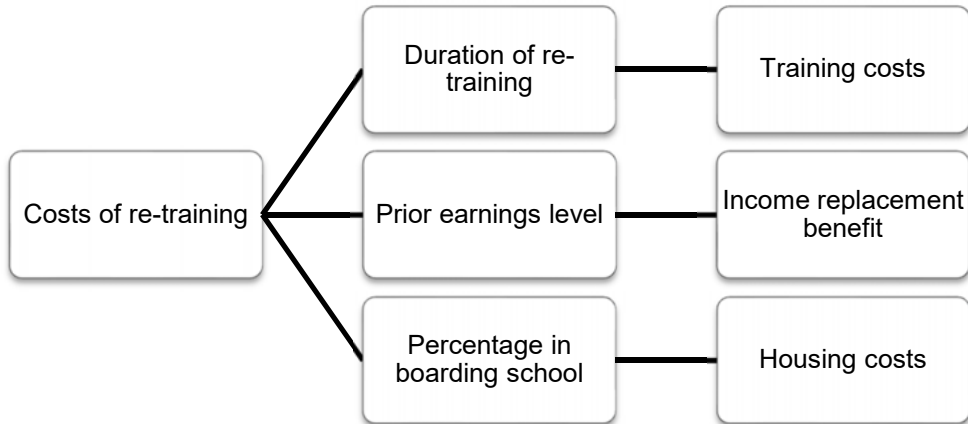 Duration of re-
training
Training costs
Costs of re-training
Prior earnings level
Income replacement
benefit
Percentage in
boarding school
Housing costs